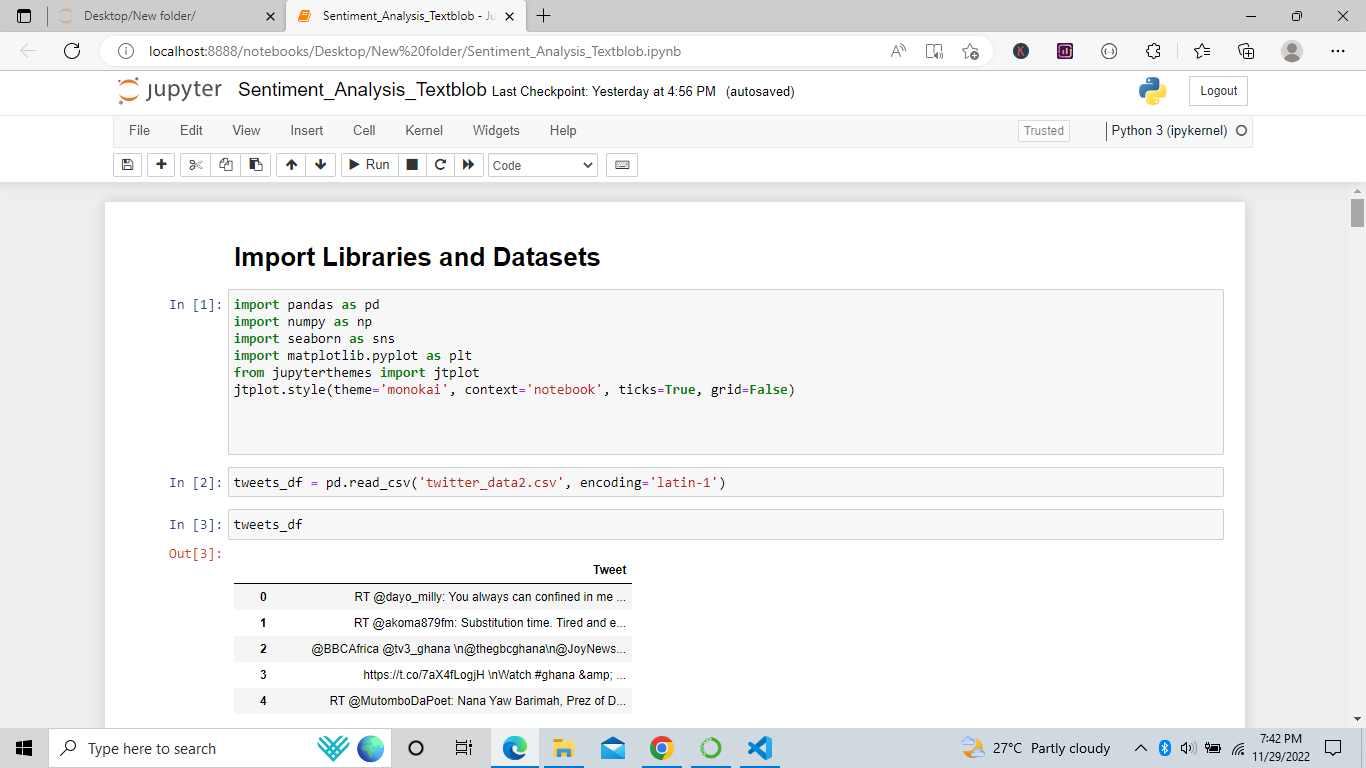 Desktop/New folder/
Sentiment_Analysis_Textblob - Ju
localhost:8888/notebooks/Desktop/New%20folder/Sentiment_Analysis_Textblob.ipynb
jupyter Sentiment_Analysis_Textblob Last Checkpoint: Yesterday at 4:56 PM (autosaved)
Logout
File Edit View Insert Cell Kernel Widgets Help
Trusted
Python 3 (ipykernel)
Run
Code
Import Libraries and Datasets
In [1]:
import pandas as pd
import numpy as np
import seaborn as sns
import matplotlib.pyplot as plt
from jupyterthemes import jtplot
jtplot.style(theme='monokai', context='notebook', ticks=True, grid=False)
In [2]: tweets_df = pd.read_csv('twitter_data2.csv', encoding='latin-1')
In [3]: tweets_df
Out[3]:
Tweet
0 RT @dayo_milly: You always can confined in me ...
1 RT @akoma879fm: Substitution time. Tired and e...
2 @BBCAfrica @tv3_ghana \n@thegbcghana\n@JoyNews...
3 https://t.co/7aX4fLogjH \nWatch #ghana &amp; ...
4 RT @MutomboDaPoet: Nana Yaw Barimah, Prez of D...
Type here to search
27°C Partly cloudy
7:42 PM
11/29/2022